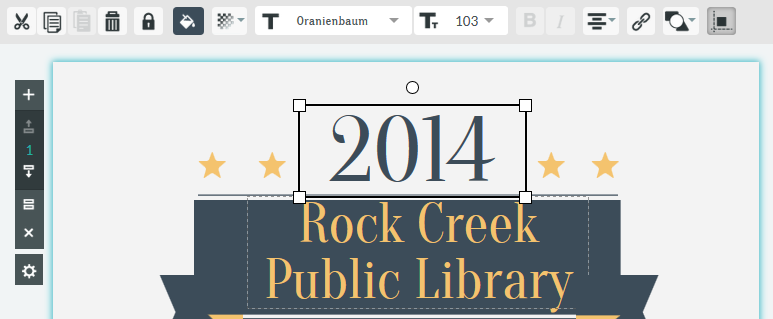 Oranienbaum 103 B I
1
2014
Rock Creek
Public Library